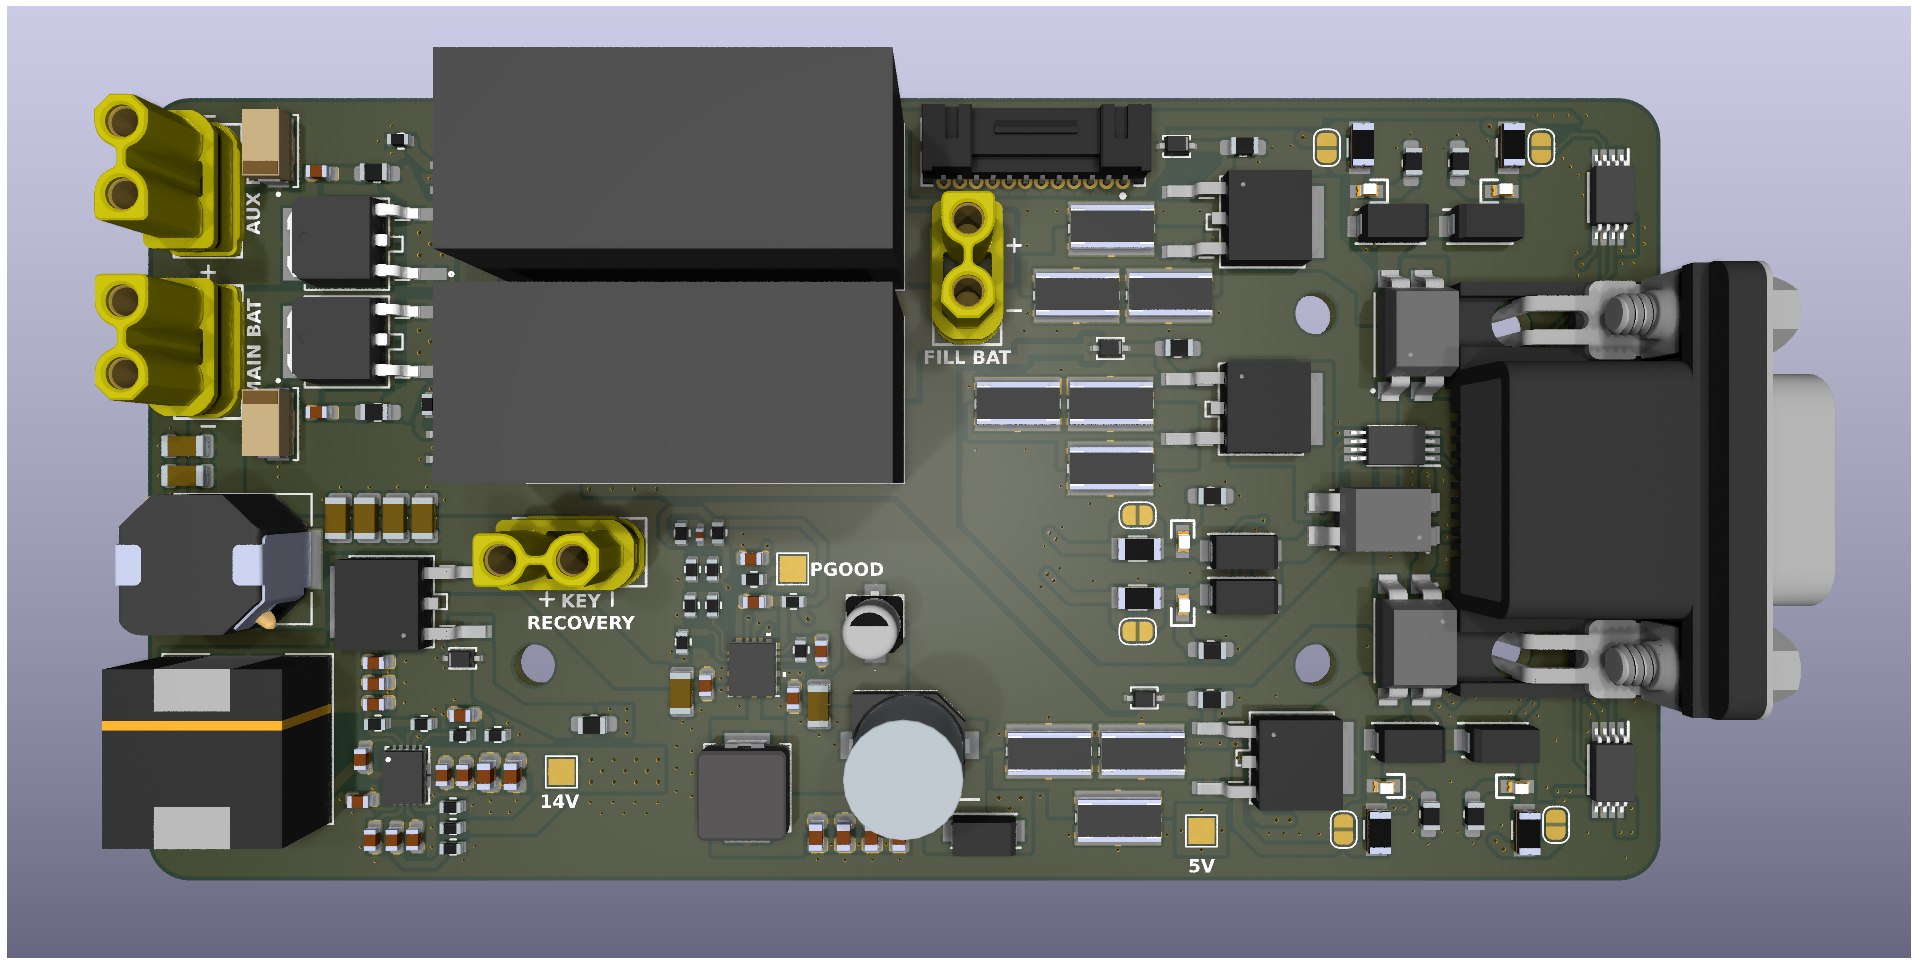 AUX
+
MAIN BAT
−
+
−
FILL BAT
PGOOD
+ KEY −
RECOVERY
14V
5V